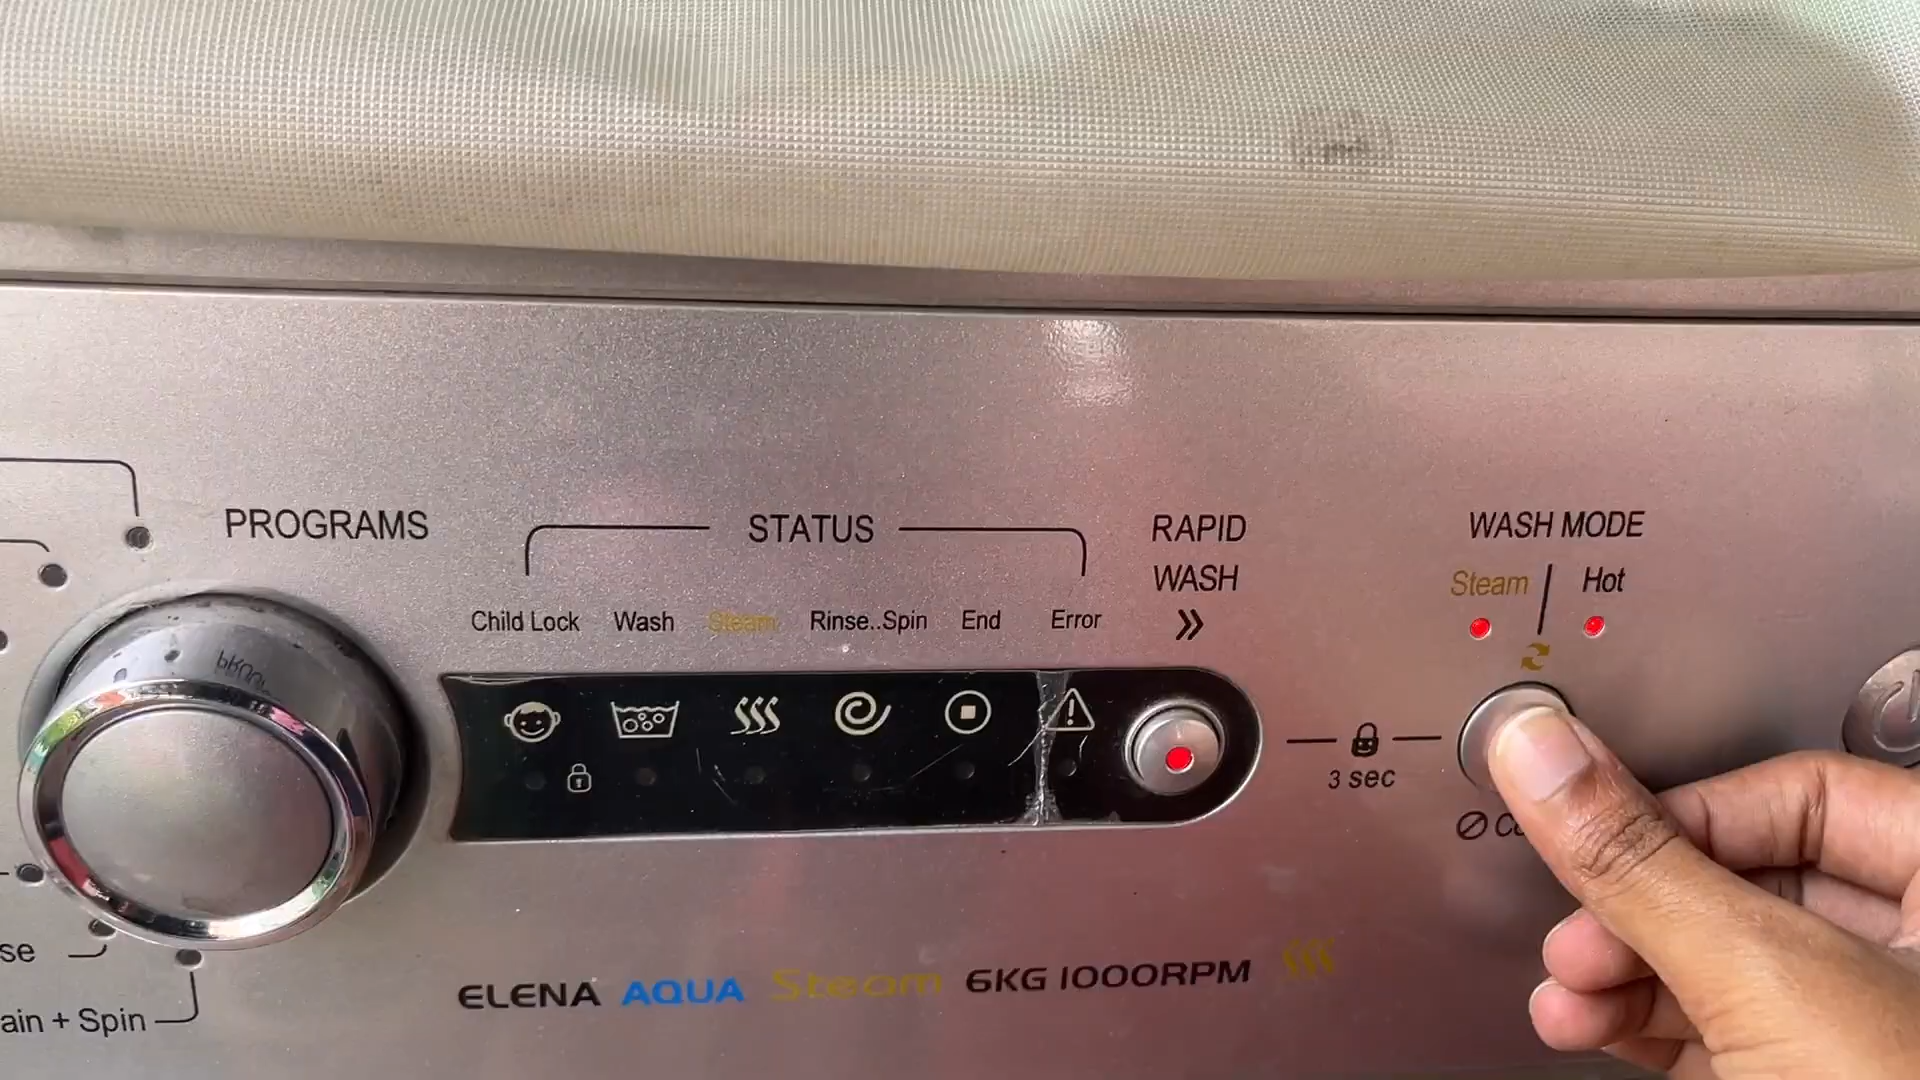 PROGRAMS
STATUS
Child Lock Wash Steam Rinse..Spin End Error
RAPID
WASH
WASH MODE
Steam Hot
3 sec
se
ain + Spin
ELENA AQUA Steam 6KG 1000RPM